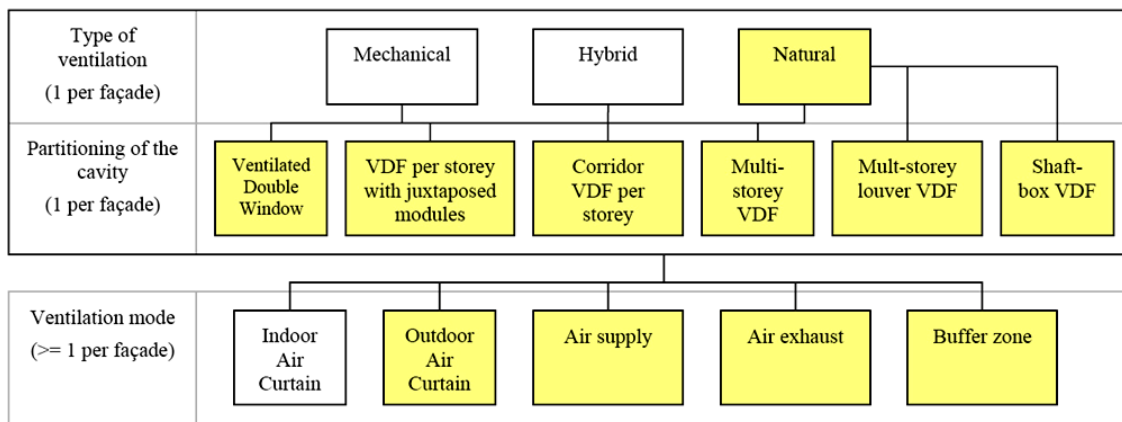 Type of
ventilation
(1 per façade)
Mechanical
Hybrid
Natural
Partitioning of the
cavity
(1 per façade)
Ventilated
Double
Window
VDF per storey
with juxtaposed
modules
Corridor
VDF per
storey
Multi-
storey
VDF
Mult-storey
louver VDF
Shaft-
box VDF
Ventilation mode
(>= 1 per façade)
Indoor
Air
Curtain
Outdoor
Air
Curtain
Air supply
Air exhaust
Buffer zone